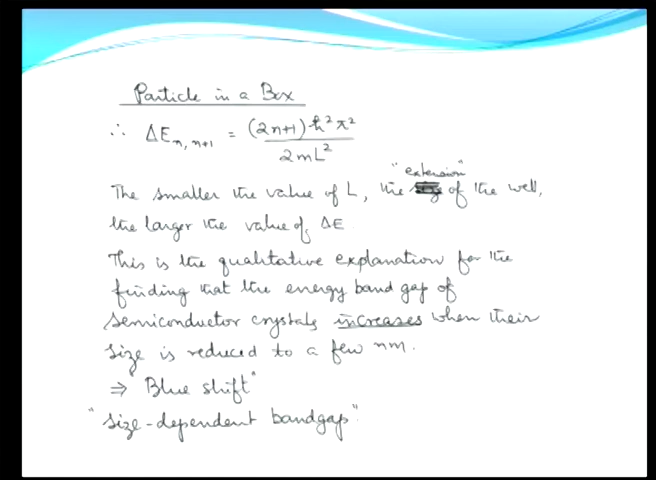 Particle in a Box
∴ ΔEn, n+1 = (2n+1) ħ² π² / 2mL²
The smaller the value of L, the "extension" of the well,
the larger the value of ΔE
This is the qualitative explanation for the
finding that the energy band gap of
semiconductor crystals increases when their
size is reduced to a few nm.
⇒ "Blue shift"
"Size-dependent bandgap".